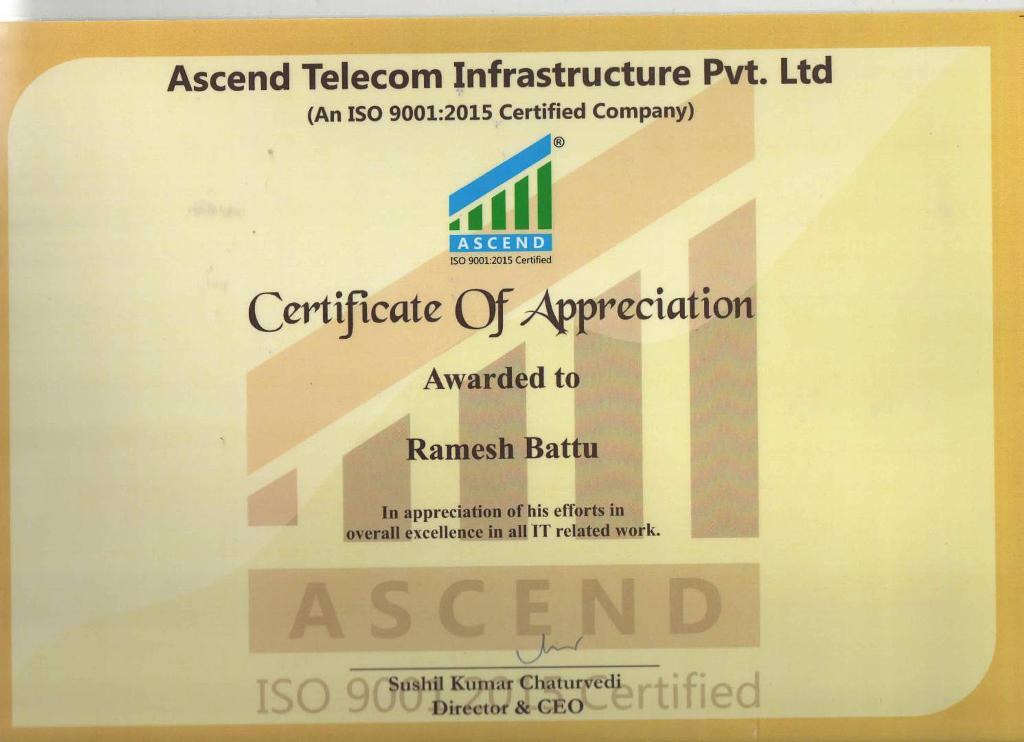 Ascend Telecom Infrastructure Pvt. Ltd
(An ISO 9001:2015 Certified Company)
®
ASCEND
ISO 9001:2015 Certified
Certificate Of Appreciation
Awarded to
Ramesh Battu
In appreciation of his efforts in
overall excellence in all IT related work.
ASCEND
Sushil Kumar Chaturvedi
ISO 9001:2015 Certified
Director & CEO